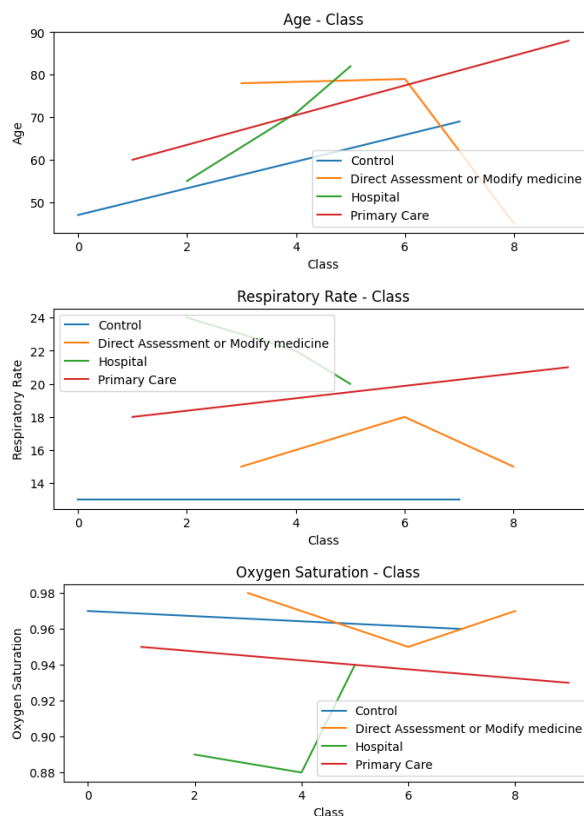 Age - Class
90
80
70
60
50
Age
Control
Direct Assessment or Modify medicine
Hospital
Primary Care
0 2 4 6 8
Class
Respiratory Rate - Class
24
22
20
18
16
14
Respiratory Rate
Control
Direct Assessment or Modify medicine
Hospital
Primary Care
0 2 4 6 8
Class
Oxygen Saturation - Class
0.98
0.96
0.94
0.92
0.90
0.88
Oxygen Saturation
Control
Direct Assessment or Modify medicine
Hospital
Primary Care
0 2 4 6 8
Class